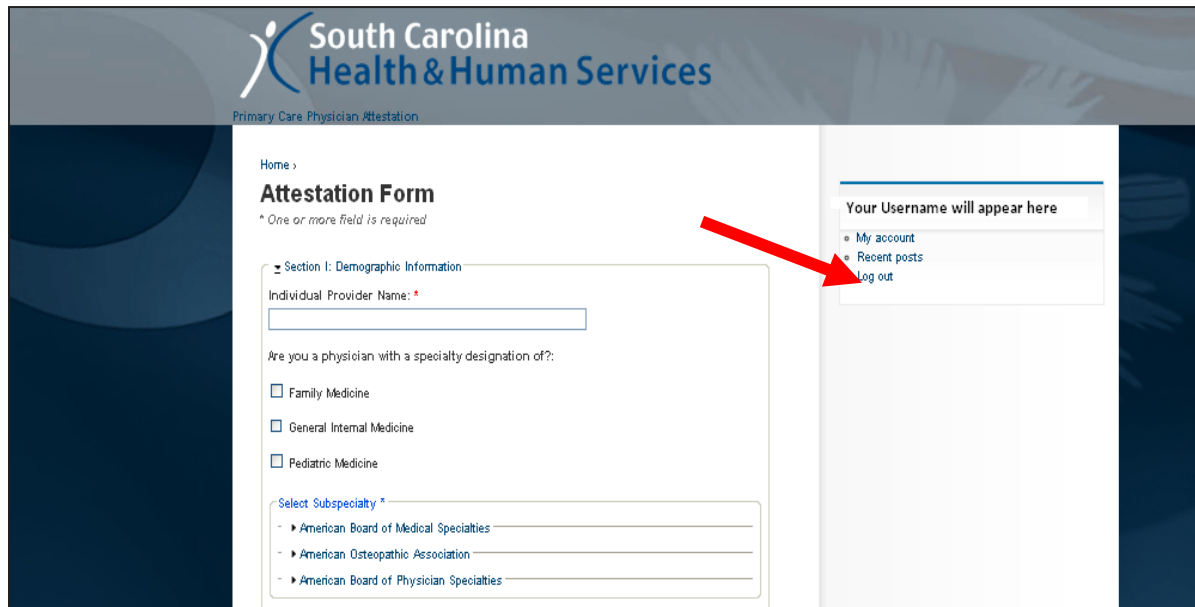 South Carolina
Health & Human Services
Primary Care Physician Attestation
Home ›
Attestation Form
* One or more field is required
Section I: Demographic Information
Individual Provider Name: *
Are you a physician with a specialty designation of?:
Family Medicine
General Internal Medicine
Pediatric Medicine
Select Subspecialty *
American Board of Medical Specialties
American Osteopathic Association
American Board of Physician Specialties
Your Username will appear here
My account
Recent posts
Log out